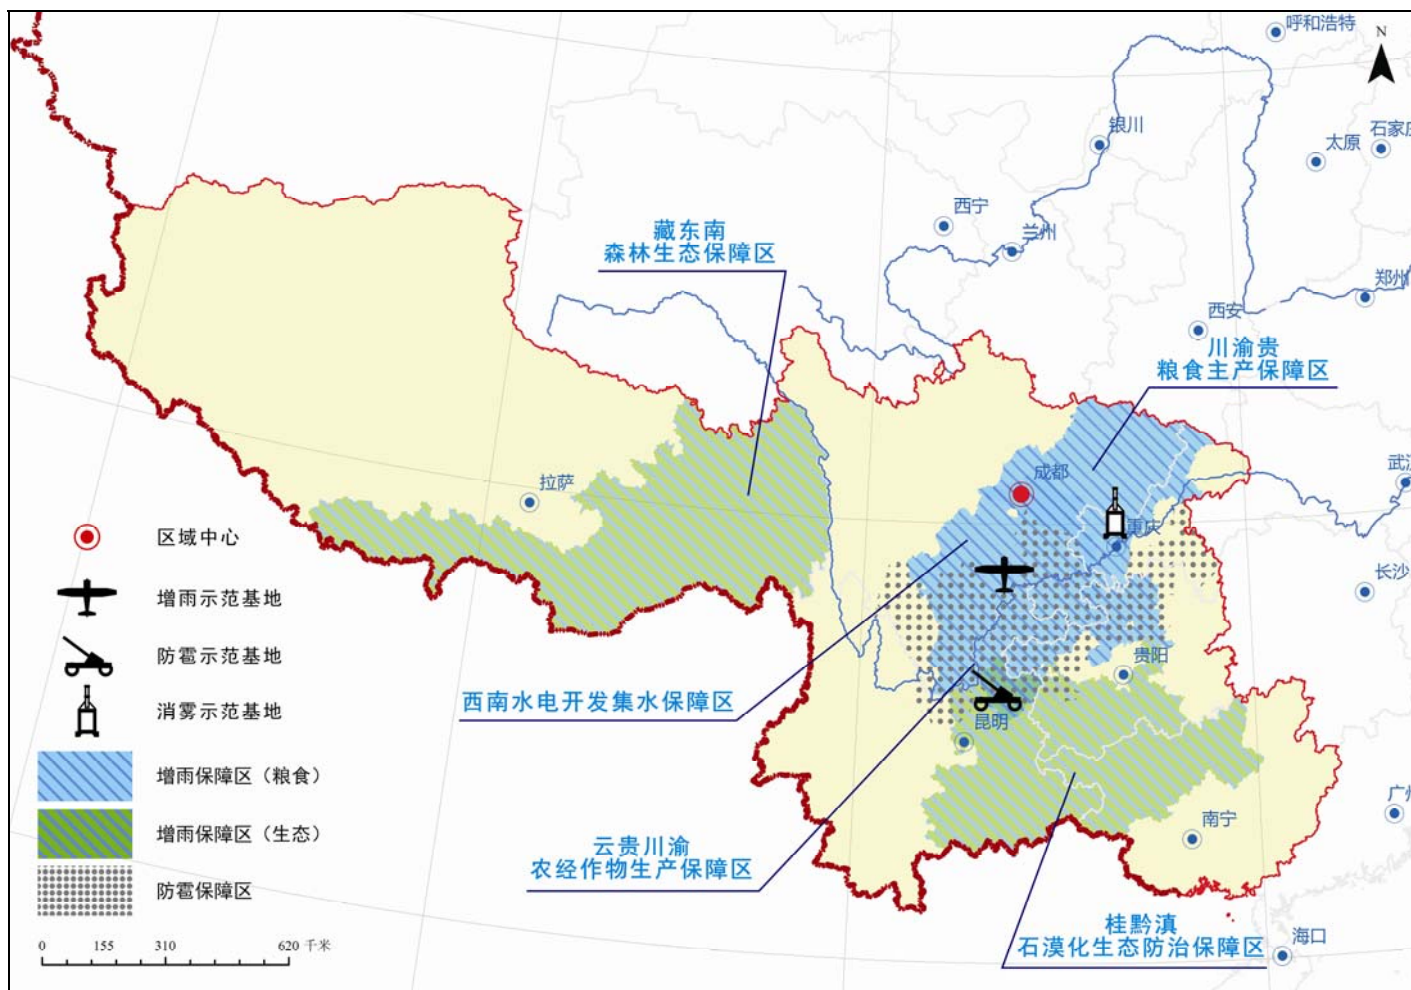 呼和浩特
N
银川
太原
石家庄
西宁
兰州
藏东南
森林生态保障区
郑州
西安
川渝贵
粮食主产保障区
成都
武汉
拉萨
重庆
区域中心
长沙
增雨示范基地
防雹示范基地
贵阳
西南水电开发集水保障区
消雾示范基地
昆明
增雨保障区（粮食）
广州
南宁
增雨保障区（生态）
云贵川渝
农经作物生产保障区
防雹保障区
桂黔滇
石漠化生态防治保障区
海口
0 155 310 620 千米